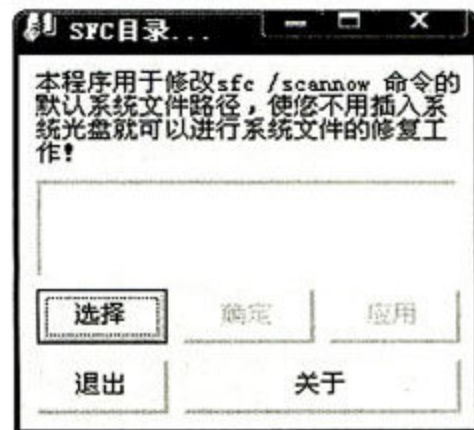 SFC目录...
本程序用于修改sfc /scannow 命令的
默认系统文件路径，使您不用插入系
统光盘就可以进行系统文件的修复工
作！
选择 确定 应用
退出 关于